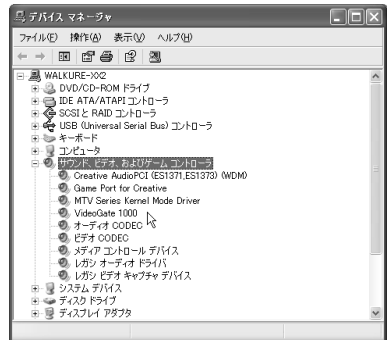 デバイス マネージャ
ファイル(F) 操作(A) 表示(V) ヘルプ(H)
WALKURE-XX2
DVD/CD-ROM ドライブ
IDE ATA/ATAPI コントローラ
SCSI と RAID コントローラ
USB (Universal Serial Bus) コントローラ
キーボード
コンピュータ
サウンド、ビデオ、およびゲーム コントローラ
Creative AudioPCI (ES1371,ES1373) (WDM)
Game Port for Creative
MTV Series Kernel Mode Driver
VideoGate 1000
オーディオ CODEC
ビデオ CODEC
メディア コントロール デバイス
レガシ オーディオ ドライバ
レガシ ビデオ キャプチャ デバイス
システム デバイス
ディスク ドライブ
ディスプレイ アダプタ